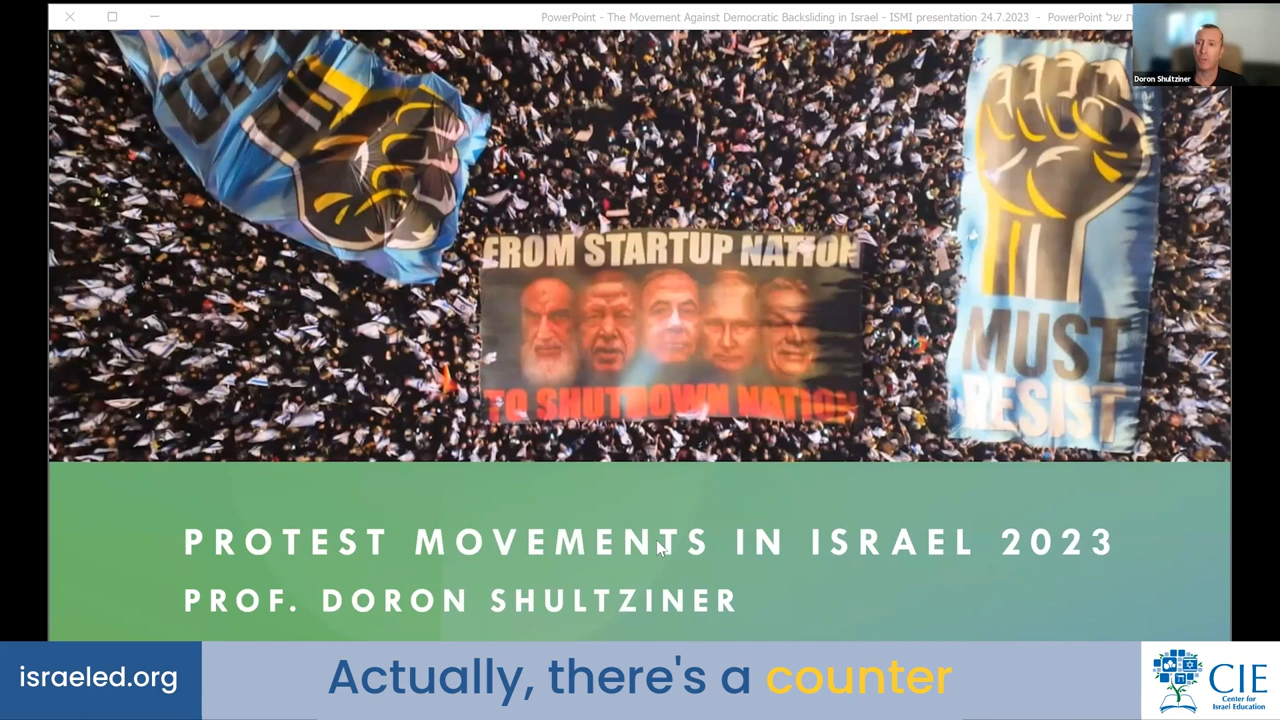 PowerPoint - The Movement Against Democratic Backsliding in Israel - ISMI presentation 24.7.2023 - PowerPoint של
Doron Shultziner
FROM STARTUP NATION
TO SHUTDOWN NATION
MUST
RESIST
PROTEST MOVEMENTS IN ISRAEL 2023
PROF. DORON SHULTZINER
israeled.org
Actually, there's a counter
CIE
Center for
Israel Education